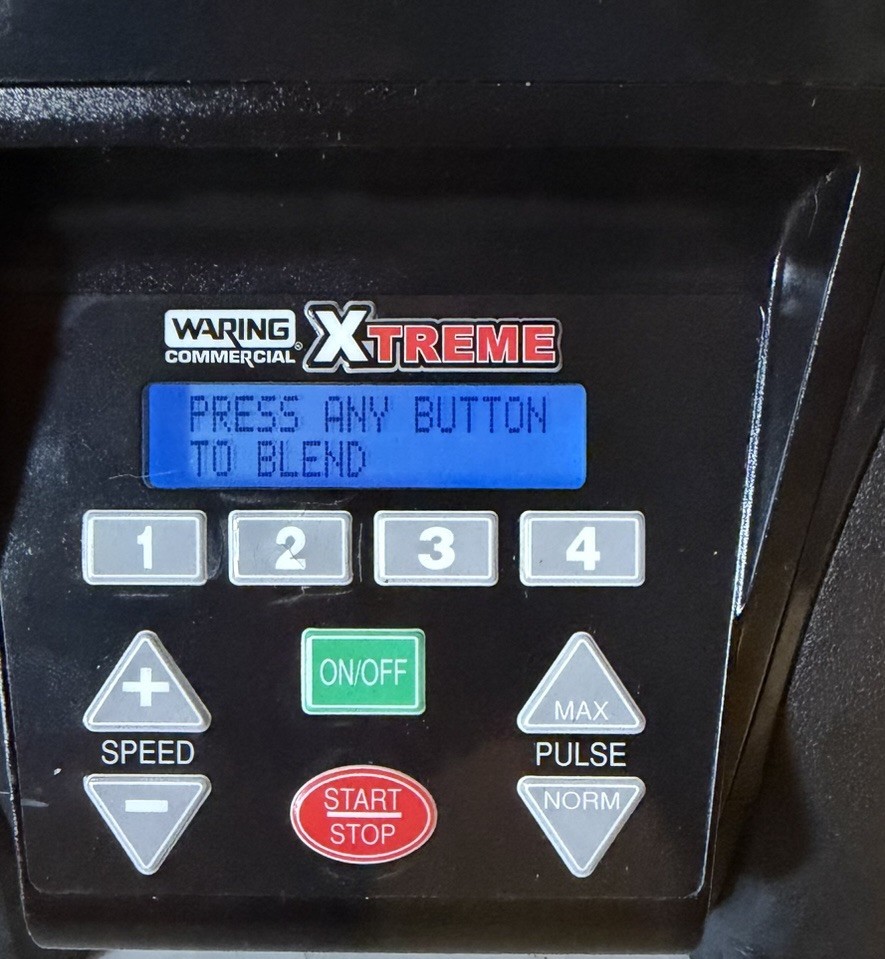 WARING
COMMERCIAL®
XTREME
PRESS ANY BUTTON
TO BLEND
1 2 3 4
+
ON/OFF
MAX
SPEED
PULSE
-
START
STOP
NORM